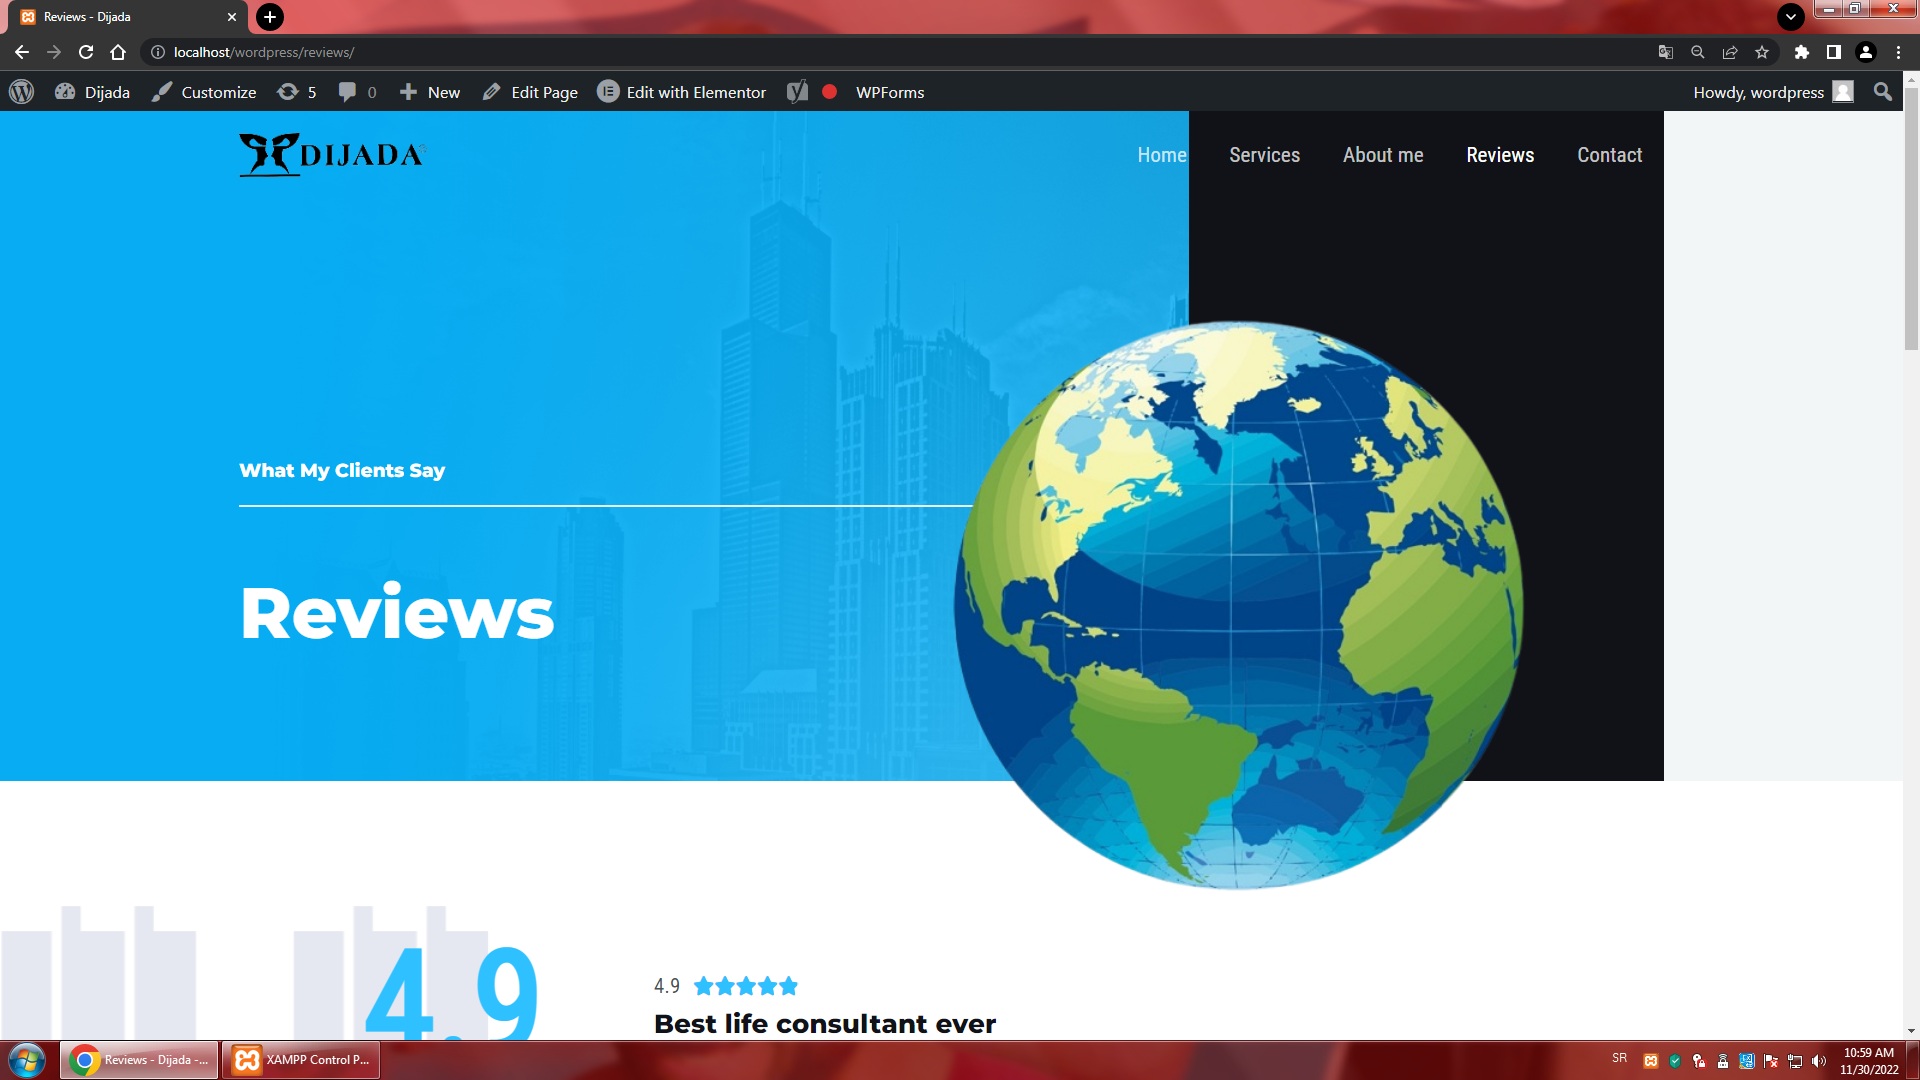 Reviews - Dijada
localhost/wordpress/reviews/
Dijada Customize 5 0 New Edit Page Edit with Elementor WPForms Howdy, wordpress
DIJADA
Home Services About me Reviews Contact
What My Clients Say
Reviews
4.9
4.9
Best life consultant ever
Reviews - Dijada -... XAMPP Control P... SR 10:59 AM
11/30/2022